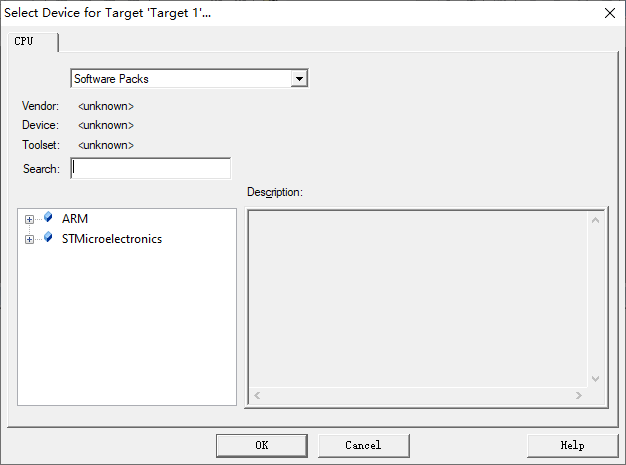 Select Device for Target 'Target 1'...
CPU
Software Packs
Vendor: <unknown>
Device: <unknown>
Toolset: <unknown>
Search:
Description:
ARM
STMicroelectronics
OK Cancel Help